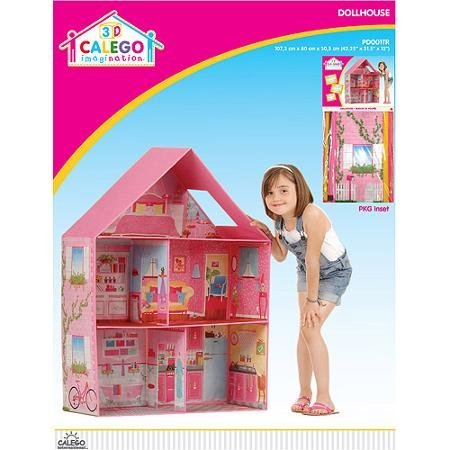 DOLLHOUSE
3D
CALEGO
imagination
PD001TR
107,3 cm x 80 cm x 30,5 cm (42.25" x 31.5" x 12")
PKG Inset
CALEGO